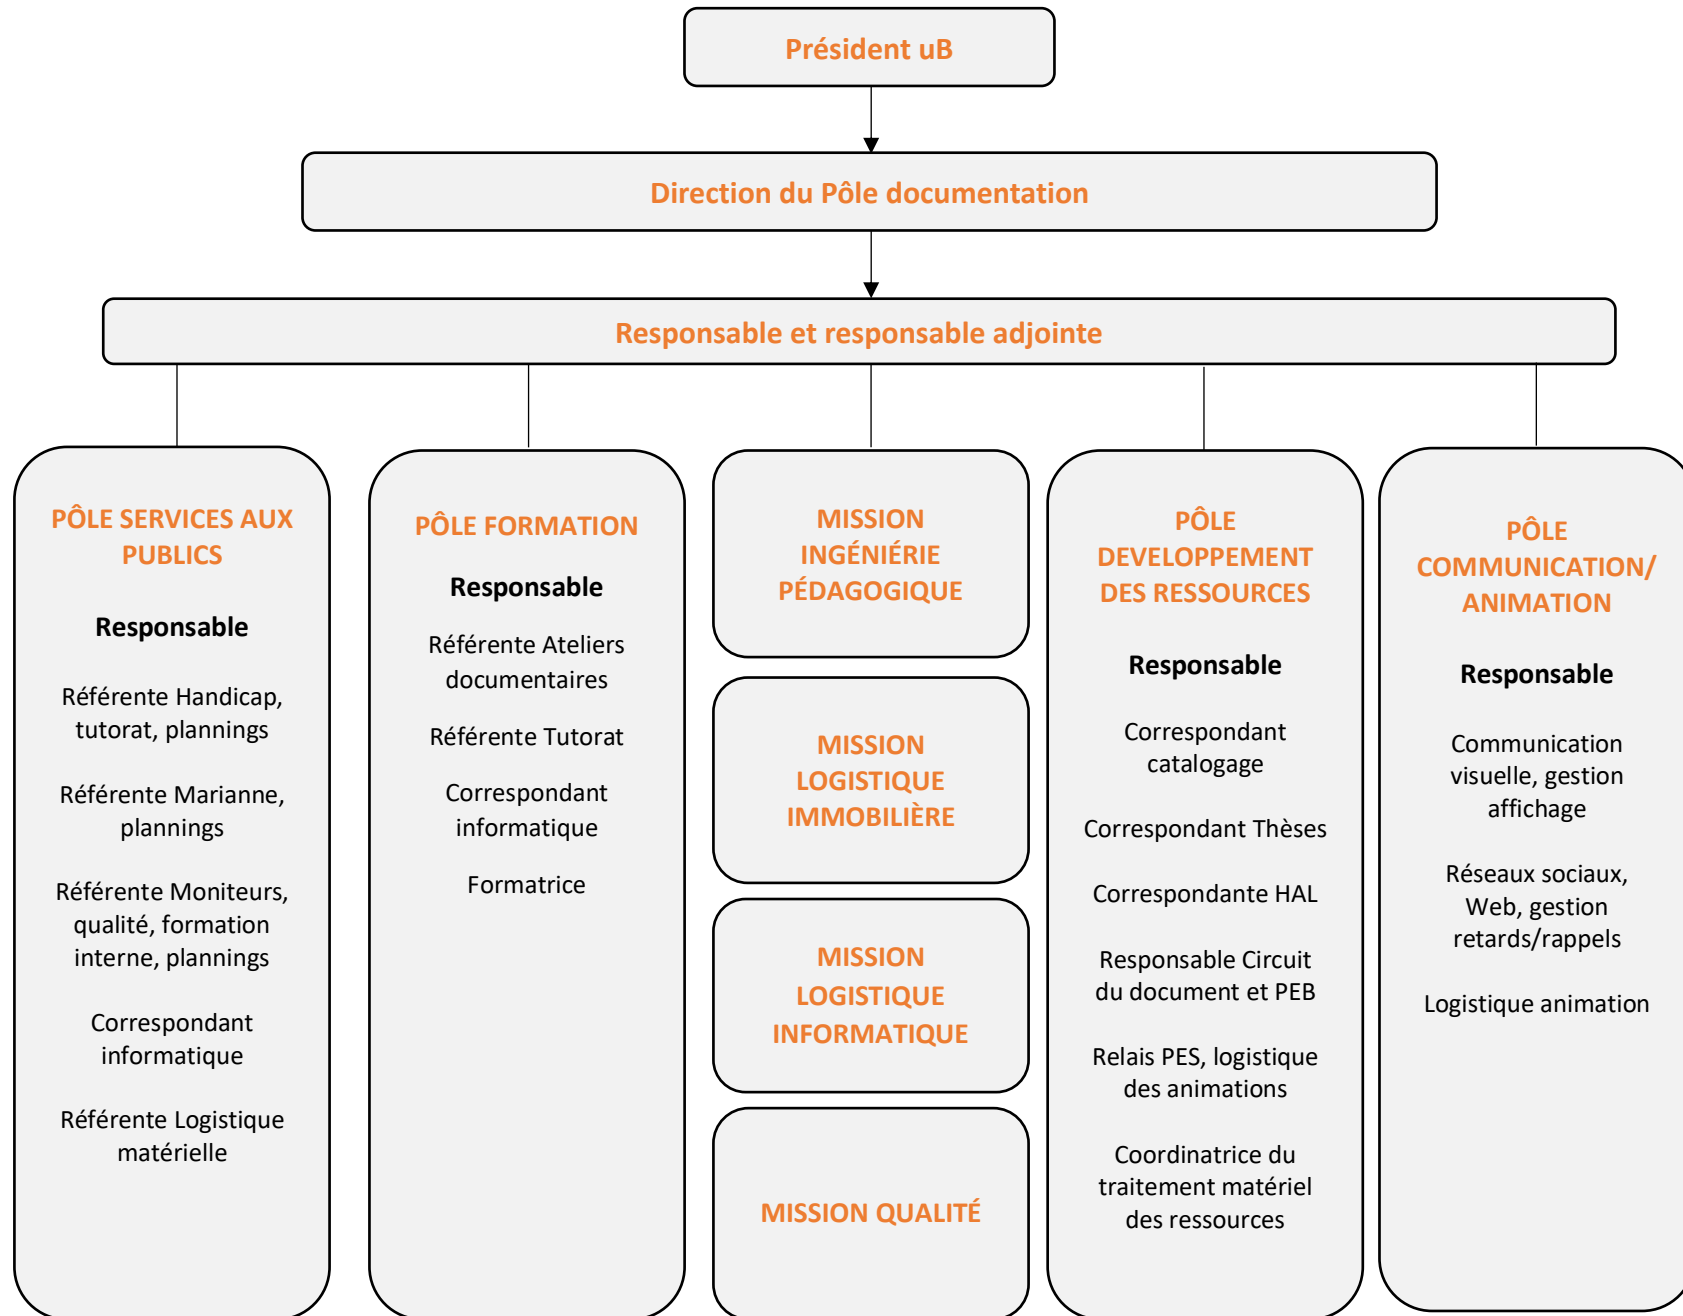 Président uB
Direction du Pôle documentation
Responsable et responsable adjointe
PÔLE SERVICES AUX
PUBLICS
Responsable
Référente Handicap,
tutorat, plannings
Référente Marianne,
plannings
Référente Moniteurs,
qualité, formation
interne, plannings
Correspondant
informatique
Référente Logistique
matérielle
PÔLE FORMATION
Responsable
Référente Ateliers
documentaires
Référente Tutorat
Correspondant
informatique
Formatrice
MISSION
INGÉNIÉRIE
PÉDAGOGIQUE
MISSION
LOGISTIQUE
IMMOBILIÈRE
MISSION
LOGISTIQUE
INFORMATIQUE
MISSION QUALITÉ
PÔLE
DEVELOPPEMENT
DES RESSOURCES
Responsable
Correspondant
catalogage
Correspondant Thèses
Correspondante HAL
Responsable Circuit
du document et PEB
Relais PES, logistique
des animations
Coordinatrice du
traitement matériel
des ressources
PÔLE
COMMUNICATION/
ANIMATION
Responsable
Communication
visuelle, gestion
affichage
Réseaux sociaux,
Web, gestion
retards/rappels
Logistique animation